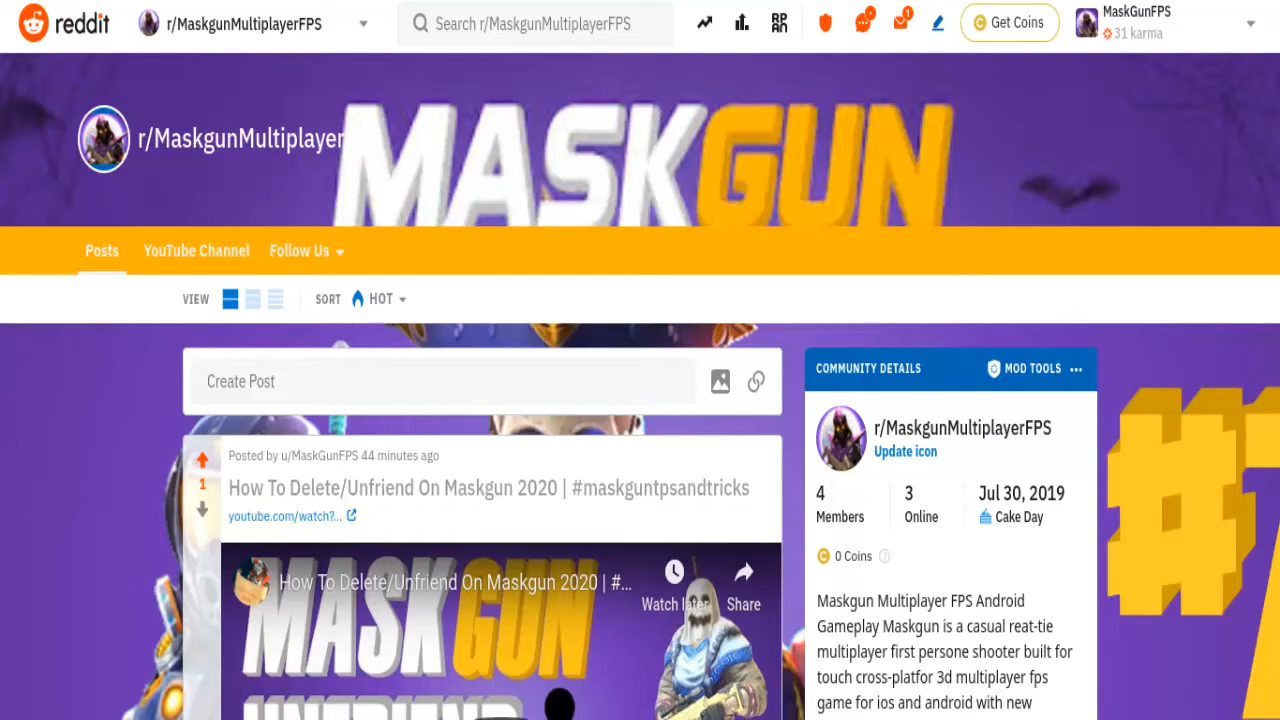 reddit
r/MaskgunMultiplayerFPS
Search r/MaskgunMultiplayerFPS
1
Get Coins
MaskGunFPS
31 karma
r/MaskgunMultiplayer
MASKGUN
Posts
YouTube Channel
Follow Us
VIEW
SORT
HOT
Create Post
COMMUNITY DETAILS
MOD TOOLS
Posted by u/MaskGunFPS 44 minutes ago
1
How To Delete/Unfriend On Maskgun 2020 | #maskguntpsandtricks
youtube.com/watch?...
How To Delete/Unfriend On Maskgun 2020 | #...
Watch later
Share
MASK GUN
UNFRIEND
r/MaskgunMultiplayerFPS
Update icon
4
3
Jul 30, 2019
Members
Online
Cake Day
0 Coins
Maskgun Multiplayer FPS Android
Gameplay Maskgun is a casual reat-tie
multiplayer first persone shooter built for
touch cross-platfor 3d multiplayer fps
game for ios and android with new